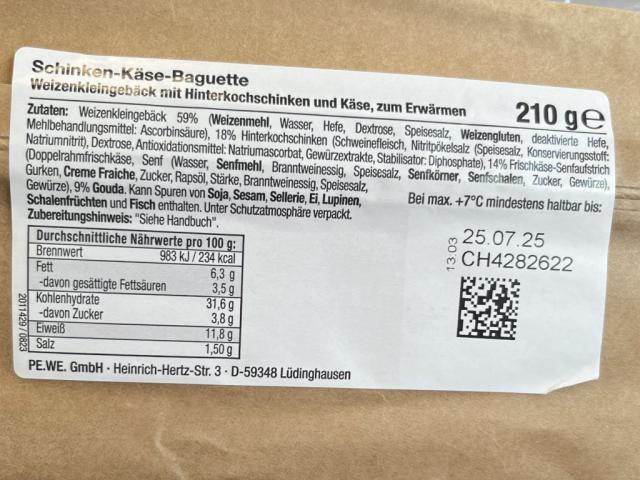 Schinken-Käse-Baguette
Weizenkleingebäck mit Hinterkochschinken und Käse, zum Erwärmen
210 g e
Zutaten: Weizenkleingebäck 59% (Weizenmehl, Wasser, Hefe, Dextrose, Speisesalz, Weizengluten, deaktivierte Hefe,
Mehlbehandlungsmittel: Ascorbinsäure), 18% Hinterkochschinken (Schweinefleisch, Nitritpökelsalz (Speisesalz, Konservierungsstoff:
Natriumnitrit), Dextrose, Antioxidationsmittel: Natriumascorbat, Gewürzextrakte, Stabilisator: Diphosphate), 14% Frischkäse-Senfaufstrich
(Doppelrahmfrischkäse, Senf (Wasser, Senfmehl, Branntweinessig, Speisesalz, Senfkörner, Senfschalen, Zucker, Gewürze),
Gurken, Creme Fraiche, Zucker, Rapsöl, Stärke, Branntweinessig, Speisesalz,
Gewürze), 9% Gouda. Kann Spuren von Soja, Sesam, Sellerie, Ei, Lupinen,
Schalenfrüchten und Fisch enthalten. Unter Schutzatmosphäre verpackt.
Zubereitungshinweis: "Siehe Handbuch".
Bei max. +7°C mindestens haltbar bis:
13.03
25.07.25
CH4282622
Durchschnittliche Nährwerte pro 100 g:
Brennwert 983 kJ / 234 kcal
Fett 6,3 g
-davon gesättigte Fettsäuren 3,5 g
Kohlenhydrate 31,6 g
-davon Zucker 3,8 g
Eiweiß 11,8 g
Salz 1,50 g
2011429 / 0823
PE.WE. GmbH · Heinrich-Hertz-Str. 3 · D-59348 Lüdinghausen